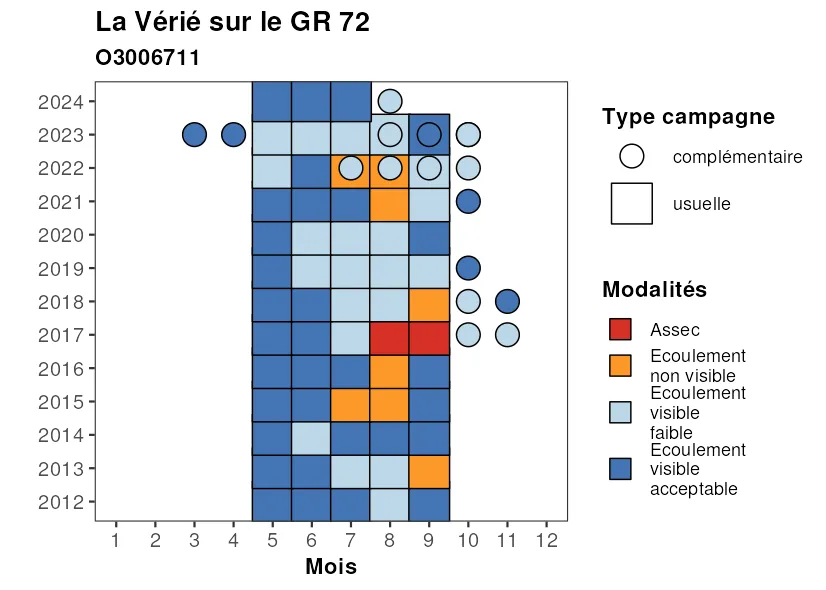 La Vérié sur le GR 72
O3006711
2024
2023
2022
2021
2020
2019
2018
2017
2016
2015
2014
2013
2012
1 2 3 4 5 6 7 8 9 10 11 12
Mois
Type campagne
complémentaire
usuelle
Modalités
Assec
Ecoulement
non visible
Ecoulement
visible
faible
Ecoulement
visible
acceptable